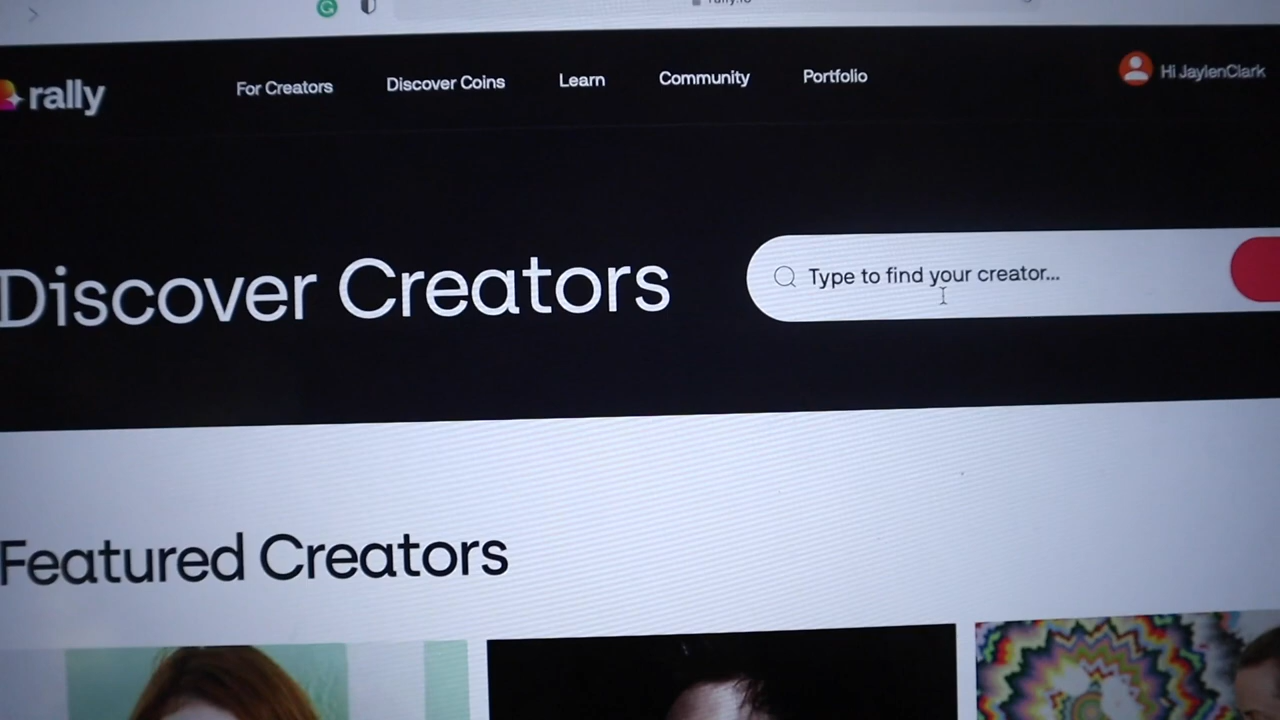 rally
For Creators
Discover Coins
Learn
Community
Portfolio
Hi JaylenClark
Discover Creators
Type to find your creator...
Featured Creators